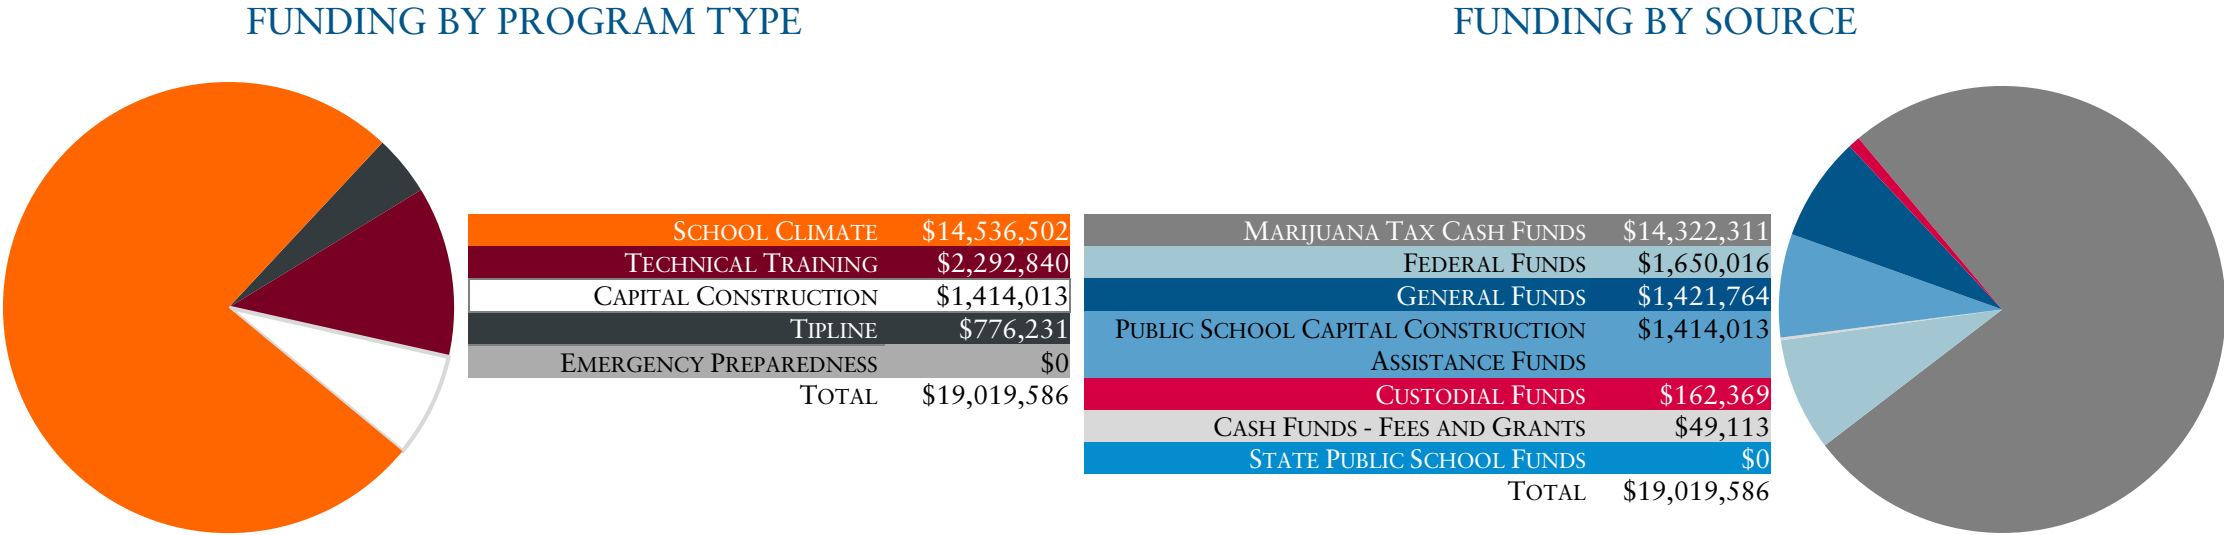 FUNDING BY PROGRAM TYPE
SCHOOL CLIMATE $14,536,502
TECHNICAL TRAINING $2,292,840
CAPITAL CONSTRUCTION $1,414,013
TIPLINE $776,231
EMERGENCY PREPAREDNESS $0
TOTAL $19,019,586
FUNDING BY SOURCE
MARIJUANA TAX CASH FUNDS $14,322,311
FEDERAL FUNDS $1,650,016
GENERAL FUNDS $1,421,764
PUBLIC SCHOOL CAPITAL CONSTRUCTION $1,414,013
ASSISTANCE FUNDS
CUSTODIAL FUNDS $162,369
CASH FUNDS - FEES AND GRANTS $49,113
STATE PUBLIC SCHOOL FUNDS $0
TOTAL $19,019,586